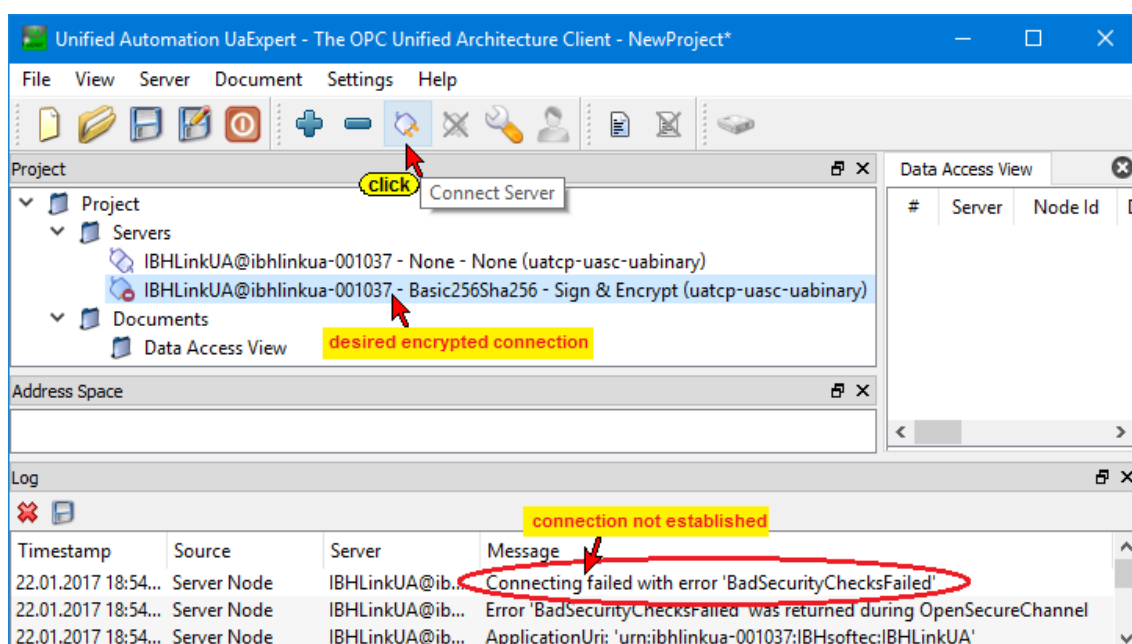 Unified Automation UaExpert - The OPC Unified Architecture Client - NewProject*
File View Server Document Settings Help
Project
Data Access View
click
Connect Server
# Server Node Id
Project
Servers
IBHLinkUA@ibhlinkua-001037 - None - None (uatcp-uasc-uabinary)
IBHLinkUA@ibhlinkua-001037 - Basic256Sha256 - Sign & Encrypt (uatcp-uasc-uabinary)
Documents
Data Access View
desired encrypted connection
Address Space
Log
connection not established
Timestamp Source Server Message
22.01.2017 18:54... Server Node IBHLinkUA@ib... Connecting failed with error 'BadSecurityChecksFailed'
22.01.2017 18:54... Server Node IBHLinkUA@ib... Error 'BadSecurityChecksFailed' was returned during OpenSecureChannel
22.01.2017 18:54... Server Node IBHLinkUA@ib... ApplicationUri: 'urn:ibhlinkua-001037:IBHsoftec:IBHLinkUA'